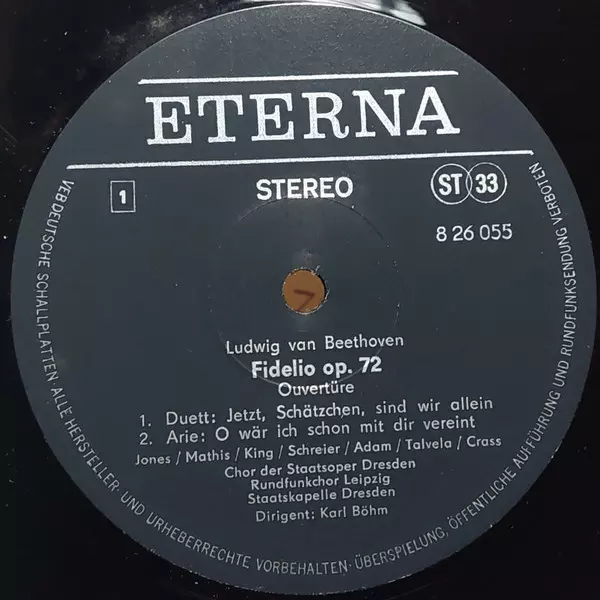 ETERNA
1
STEREO
ST 33
8 26 055
Ludwig van Beethoven
Fidelio op. 72
Ouvertüre
1. Duett: Jetzt, Schätzchen, sind wir allein
2. Arie: O wär ich schon mit dir vereint
Jones / Mathis / King / Schreier / Adam / Talvela / Crass
Chor der Staatsoper Dresden
Rundfunkchor Leipzig
Staatskapelle Dresden
Dirigent: Karl Böhm
VEB DEUTSCHE SCHALLPLATTEN · ALLE HERSTELLER- UND URHEBERRECHTE VORBEHALTEN · ÜBERSPIELUNG, ÖFFENTLICHE AUFFÜHRUNG UND RUNDFUNKSENDUNG VERBOTEN